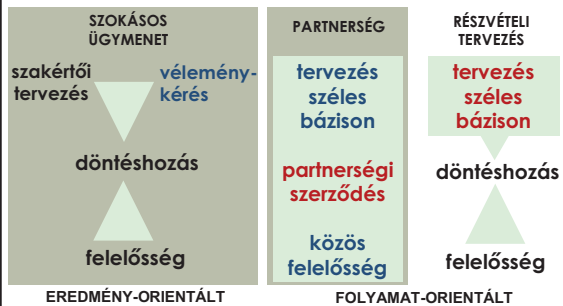 SZOKÁSOS
ÜGYMENET
szakértői
tervezés
vélemény-
kérés
döntéshozás
felelősség
EREDMÉNY-ORIENTÁLT
PARTNERSÉG
tervezés
széles
bázison
partnerségi
szerződés
közös
felelősség
RÉSZVÉTELI
TERVEZÉS
tervezés
széles
bázison
döntéshozás
felelősség
FOLYAMAT-ORIENTÁLT